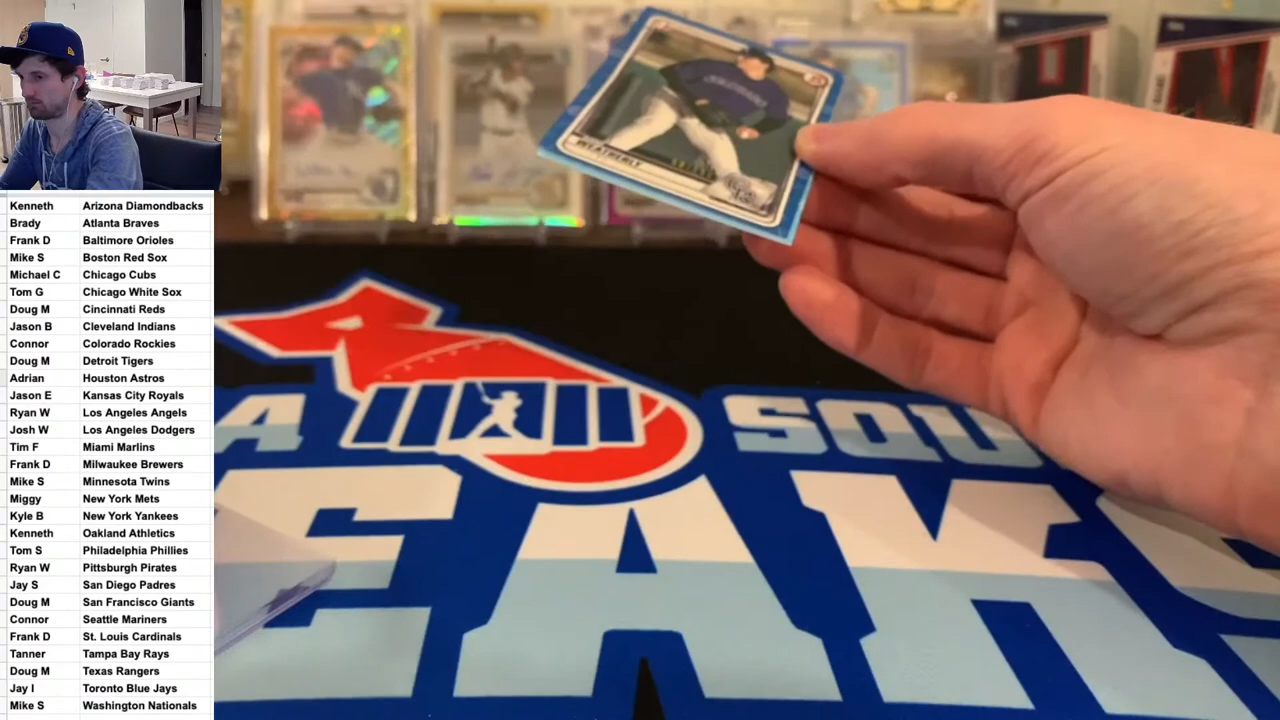 Kenneth Arizona Diamondbacks
Brady Atlanta Braves
Frank D Baltimore Orioles
Mike S Boston Red Sox
Michael C Chicago Cubs
Tom G Chicago White Sox
Doug M Cincinnati Reds
Jason B Cleveland Indians
Connor Colorado Rockies
Doug M Detroit Tigers
Adrian Houston Astros
Jason E Kansas City Royals
Ryan W Los Angeles Angels
Josh W Los Angeles Dodgers
Tim F Miami Marlins
Frank D Milwaukee Brewers
Mike S Minnesota Twins
Miggy New York Mets
Kyle B New York Yankees
Kenneth Oakland Athletics
Tom S Philadelphia Phillies
Ryan W Pittsburgh Pirates
Jay S San Diego Padres
Doug M San Francisco Giants
Connor Seattle Mariners
Frank D St. Louis Cardinals
Tanner Tampa Bay Rays
Doug M Texas Rangers
Jay I Toronto Blue Jays
Mike S Washington Nationals
WEATHERLY
A SQU
EAKS